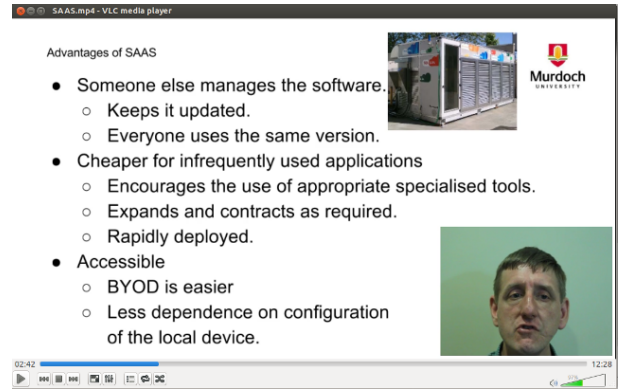 SAAS.mp4 - VLC media player
Advantages of SAAS
Murdoch
UNIVERSITY
● Someone else manages the software.
○ Keeps it updated.
○ Everyone uses the same version.
● Cheaper for infrequently used applications
○ Encourages the use of appropriate specialised tools.
○ Expands and contracts as required.
○ Rapidly deployed.
● Accessible
○ BYOD is easier
○ Less dependence on configuration
of the local device.
02:42
12:28